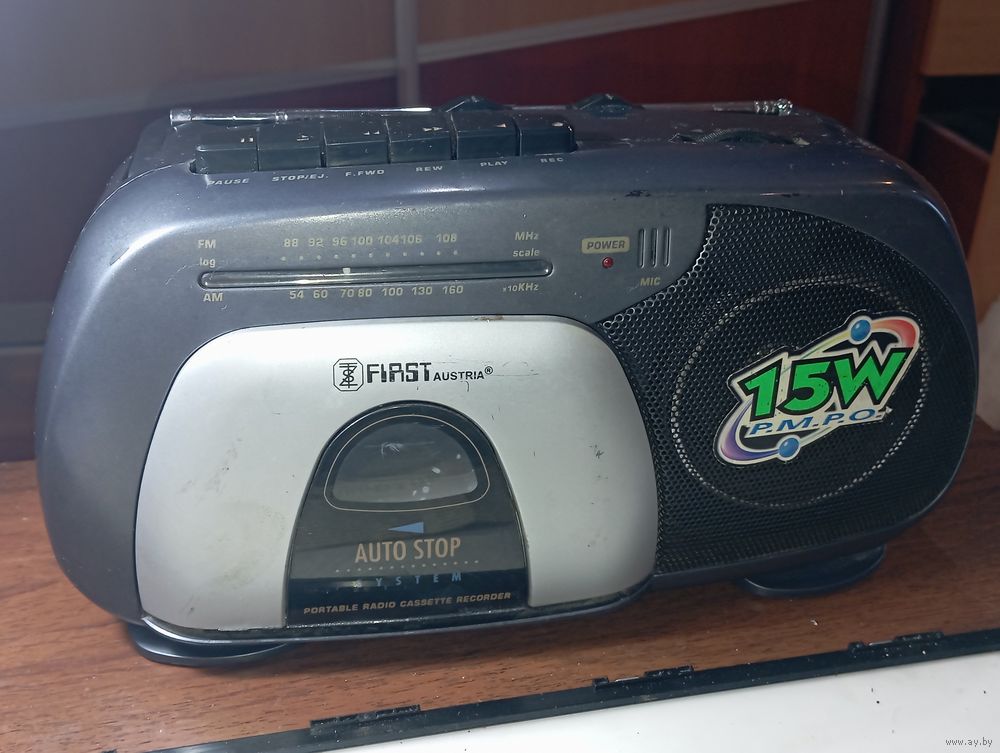 PAUSE STOP/EJ. F.FWD REW PLAY REC
FM 88 92 96 100 104 106 108 MHz
log scale
AM 54 60 70 80 100 130 160 x10KHz
POWER
MIC
FIRST AUSTRIA®
15W
P.M.P.O.
AUTO STOP
SYSTEM
PORTABLE RADIO CASSETTE RECORDER
www.ay.by